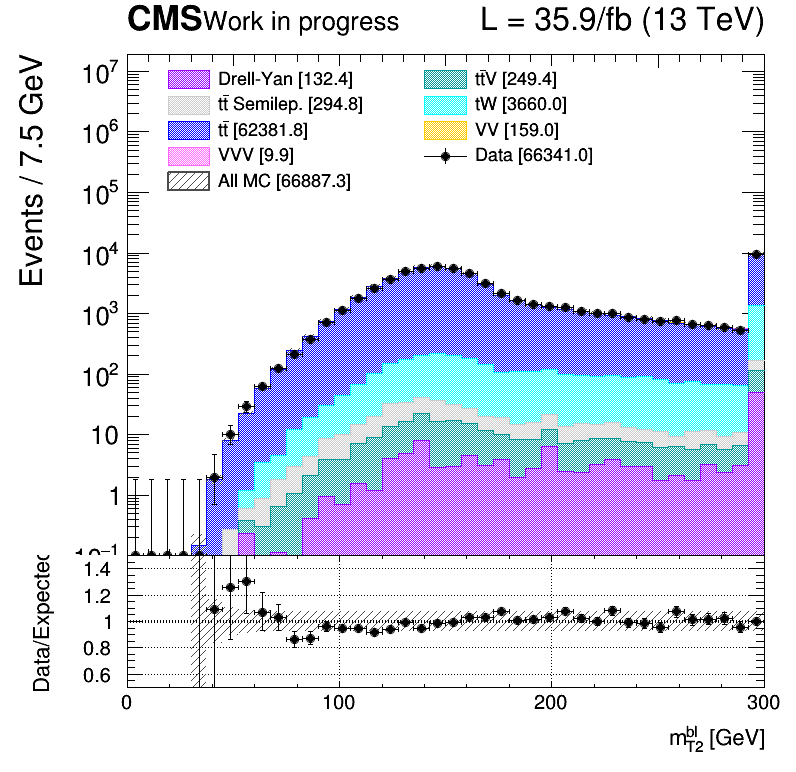 CMS Work in progress L = 35.9/fb (13 TeV)
Events / 7.5 GeV
10⁷
10⁶
10⁵
10⁴
10³
10²
10
1
10⁻¹
Drell-Yan [132.4]
tt̄ Semilep. [294.8]
tt̄ [62381.8]
VVV [9.9]
All MC [66887.3]
tt̄V [249.4]
tW [3660.0]
VV [159.0]
Data [66341.0]
Data/Expected
1.4
1.2
1
0.8
0.6
0 100 200 300
m_T2^bl [GeV]